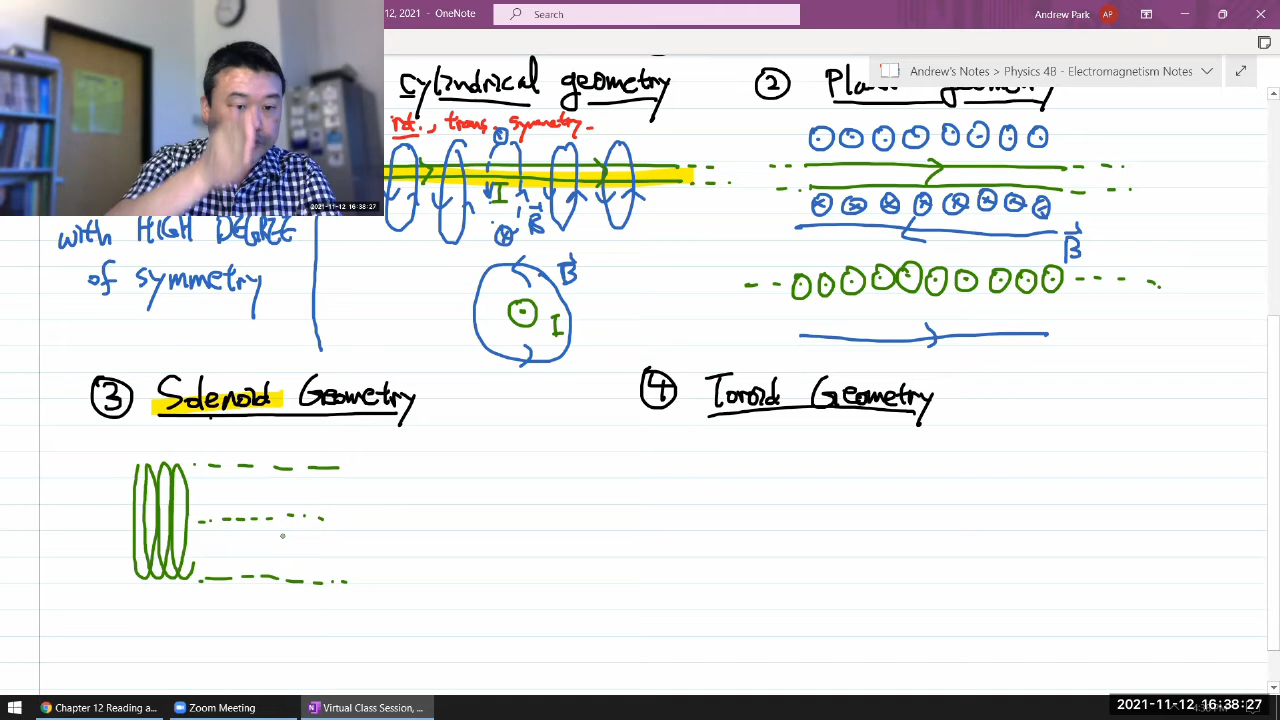 12, 2021 - OneNote
Search
Andrew Park
AP
Andrew's Notes > Physics 4B - Electromagnetism Notes
Cylindrical geometry
rot., trans. symmetry.
I
B
B
I
② geometry
B
with HIGH DEGREE
of symmetry
③ Solenoid Geometry
④ Toroid Geometry
2021-11-12 16:38:27
Chapter 12 Reading a...
Zoom Meeting
Virtual Class Session, ...
2021-11-12 16:38:27